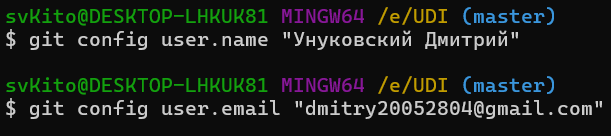 svKito@DESKTOP-LHKUK81 MINGW64 /e/UDI (master)
$ git config user.name "Унуковский Дмитрий"
svKito@DESKTOP-LHKUK81 MINGW64 /e/UDI (master)
$ git config user.email "dmitry20052804@gmail.com"